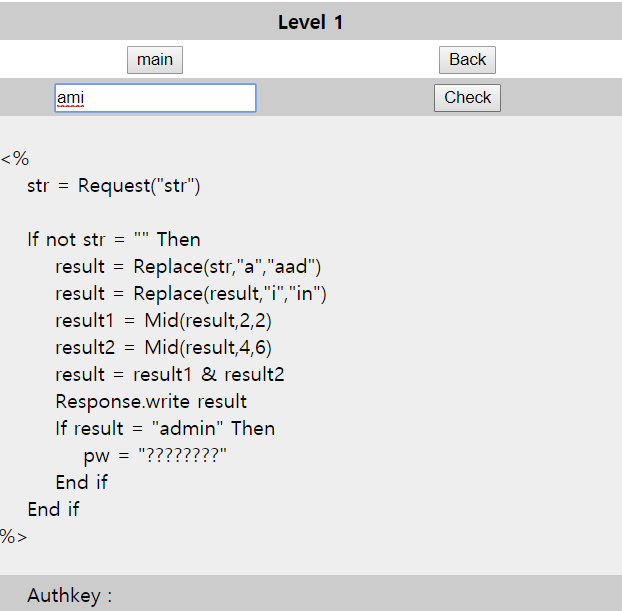 Level 1
main Back
ami Check
<%
str = Request("str")
If not str = "" Then
result = Replace(str,"a","aad")
result = Replace(result,"i","in")
result1 = Mid(result,2,2)
result2 = Mid(result,4,6)
result = result1 & result2
Response.write result
If result = "admin" Then
pw = "????????"
End if
End if
%>
Authkey :